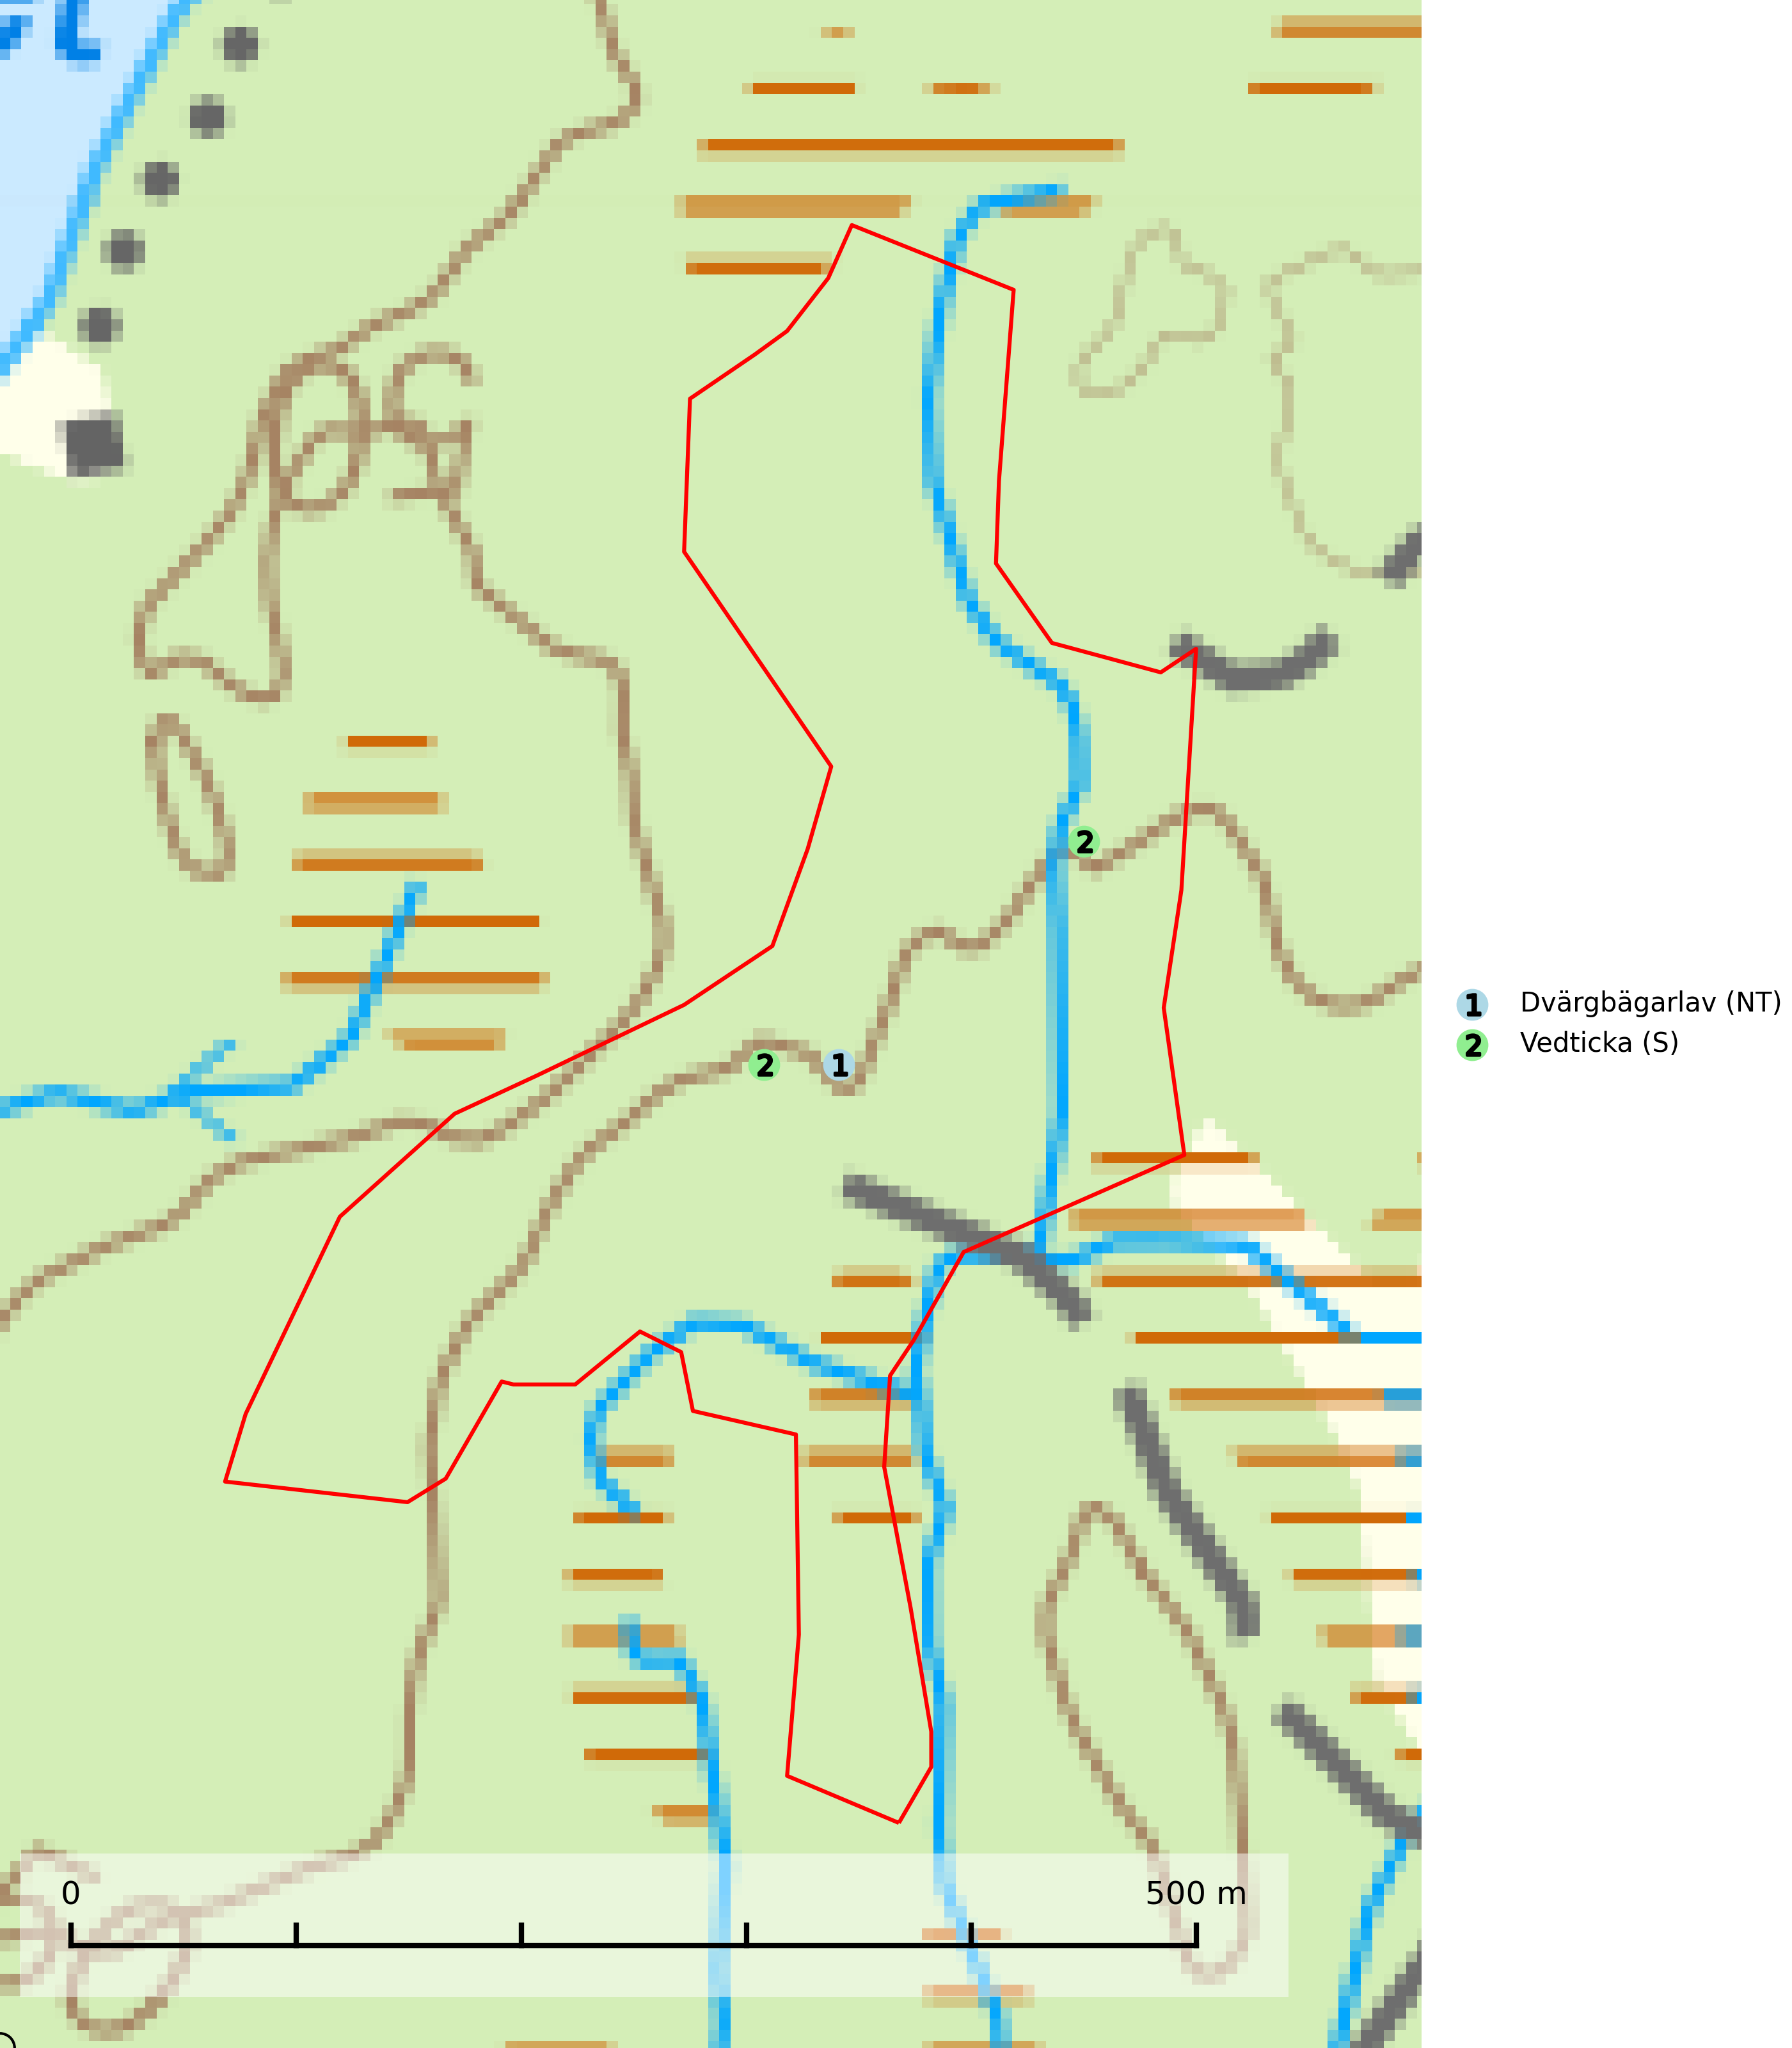 2
2
1
1 Dvärgbägarlav (NT)
2 Vedticka (S)
0 500 m